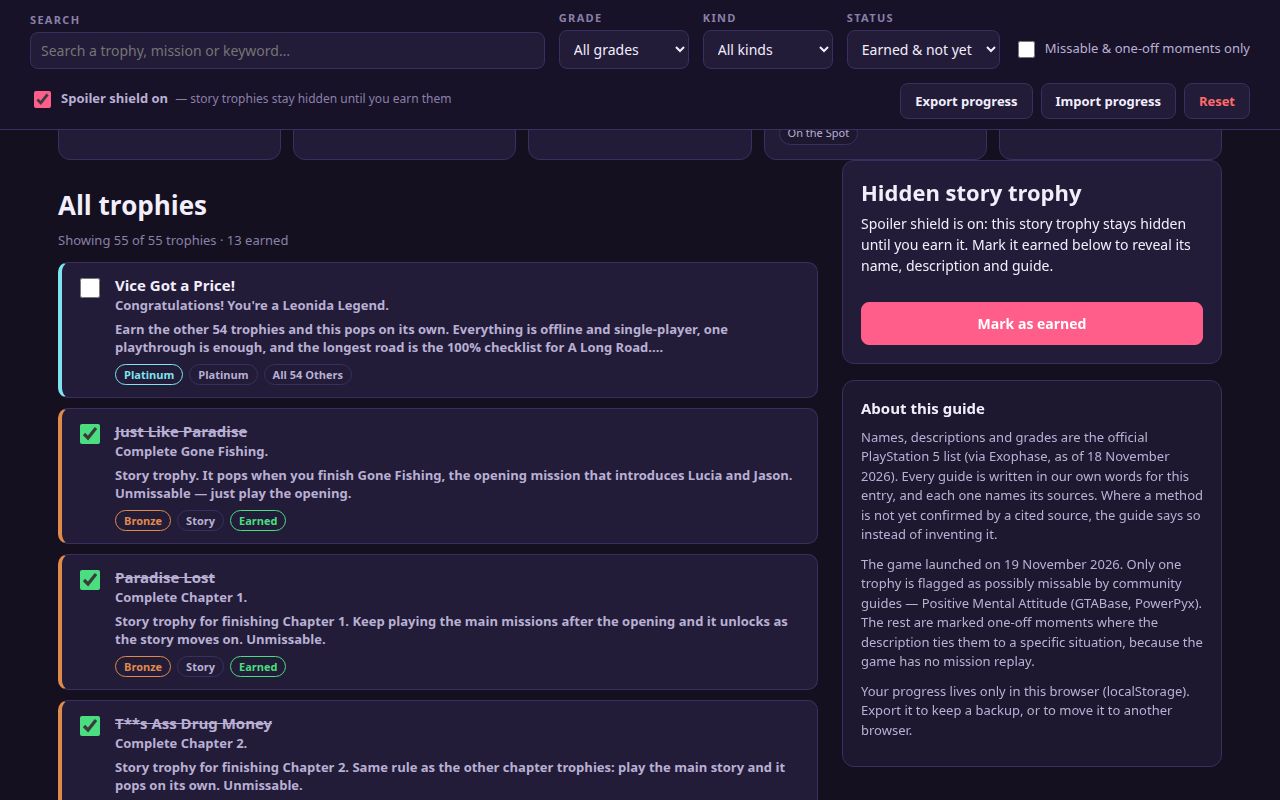 SEARCH
Search a trophy, mission or keyword...
GRADE
All grades
KIND
All kinds
STATUS
Earned & not yet
Missable & one-off moments only
Spoiler shield on — story trophies stay hidden until you earn them
Export progress
Import progress
Reset
On the Spot
All trophies
Showing 55 of 55 trophies · 13 earned
Vice Got a Price!
Congratulations! You're a Leonida Legend.
Earn the other 54 trophies and this pops on its own. Everything is offline and single-player, one
playthrough is enough, and the longest road is the 100% checklist for A Long Road....
Platinum Platinum All 54 Others
Just Like Paradise
Complete Gone Fishing.
Story trophy. It pops when you finish Gone Fishing, the opening mission that introduces Lucia and Jason.
Unmissable — just play the opening.
Bronze Story Earned
Paradise Lost
Complete Chapter 1.
Story trophy for finishing Chapter 1. Keep playing the main missions after the opening and it unlocks as
the story moves on. Unmissable.
Bronze Story Earned
T**s Ass Drug Money
Complete Chapter 2.
Story trophy for finishing Chapter 2. Same rule as the other chapter trophies: play the main story and it
pops on its own. Unmissable.
Hidden story trophy
Spoiler shield is on: this story trophy stays hidden
until you earn it. Mark it earned below to reveal its
name, description and guide.
Mark as earned
About this guide
Names, descriptions and grades are the official
PlayStation 5 list (via Exophase, as of 18 November
2026). Every guide is written in our own words for this
entry, and each one names its sources. Where a method
is not yet confirmed by a cited source, the guide says so
instead of inventing it.
The game launched on 19 November 2026. Only one
trophy is flagged as possibly missable by community
guides — Positive Mental Attitude (GTABase, PowerPyx).
The rest are marked one-off moments where the
description ties them to a specific situation, because the
game has no mission replay.
Your progress lives only in this browser (localStorage).
Export it to keep a backup, or to move it to another
browser.